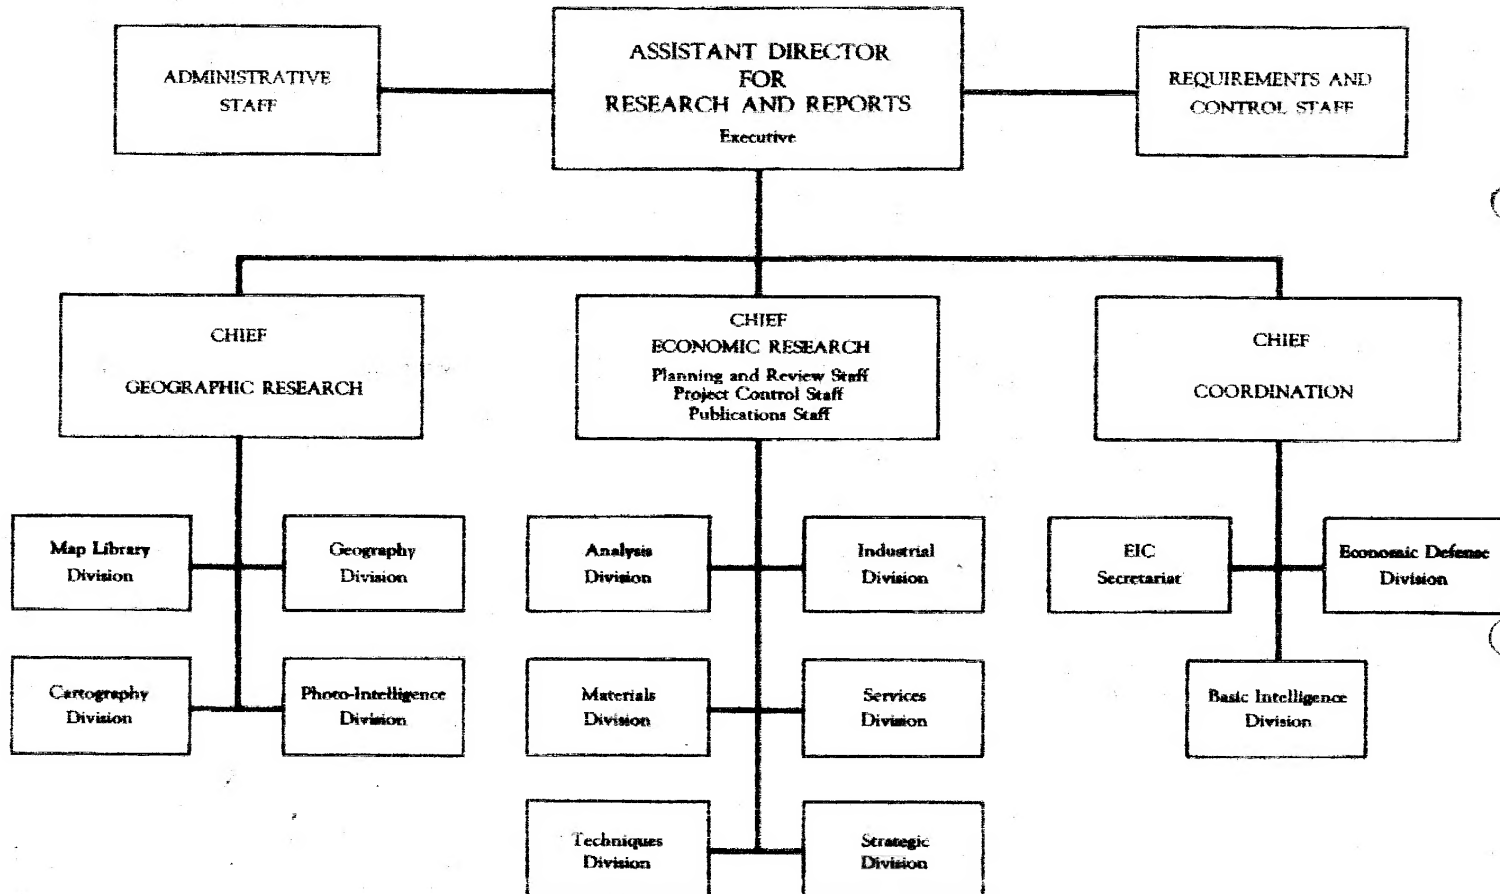 ADMINISTRATIVE
STAFF
ASSISTANT DIRECTOR
FOR
RESEARCH AND REPORTS
Executive
REQUIREMENTS AND
CONTROL STAFF
CHIEF
GEOGRAPHIC RESEARCH
CHIEF
ECONOMIC RESEARCH
Planning and Review Staff
Project Control Staff
Publications Staff
CHIEF
COORDINATION
Map Library
Division
Geography
Division
Cartography
Division
Photo-Intelligence
Division
Analysis
Division
Industrial
Division
Materials
Division
Services
Division
Techniques
Division
Strategic
Division
EIC
Secretariat
Economic Defense
Division
Basic Intelligence
Division